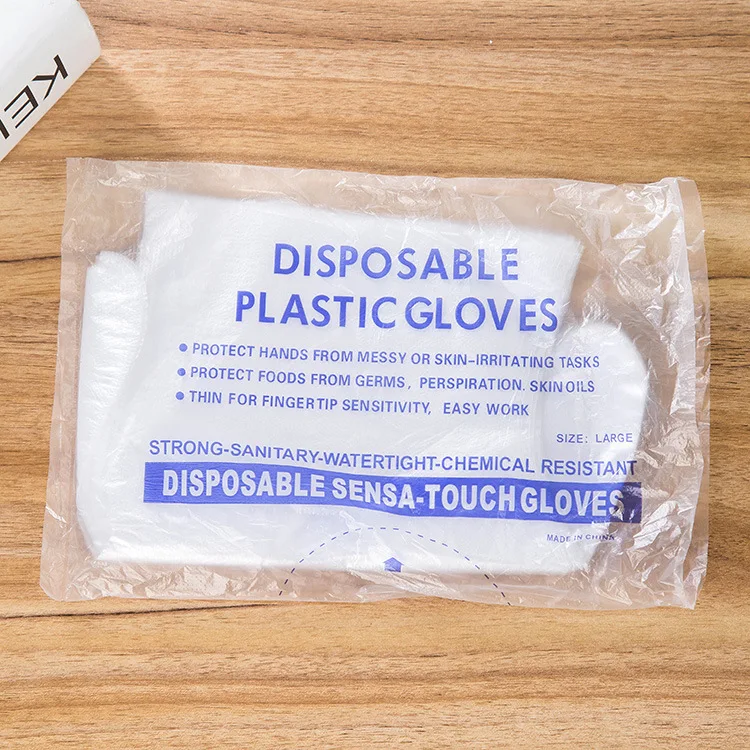 DISPOSABLE
PLASTIC GLOVES
• PROTECT HANDS FROM MESSY OR SKIN-IRRITATING TASKS
• PROTECT FOODS FROM GERMS, PERSPIRATION. SKIN OILS
• THIN FOR FINGERTIP SENSITIVITY, EASY WORK
SIZE: LARGE
STRONG-SANITARY-WATERTIGHT-CHEMICAL RESISTANT
DISPOSABLE SENSA-TOUCH GLOVES
MADE IN CHINA